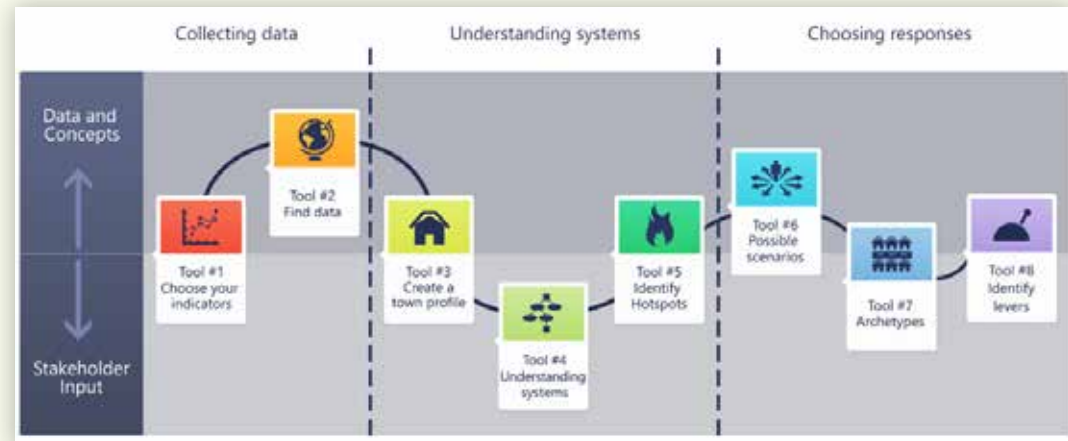 Collecting data
Understanding systems
Choosing responses
Data and
Concepts
Stakeholder
Input
Tool #1
Choose your
indicators
Tool #2
Find data
Tool #3
Create a
town profile
Tool #4
Understanding
systems
Tool #5
Identify
Hotspots
Tool #6
Possible
scenarios
Tool #7
Archetypes
Tool #8
Identify
levers